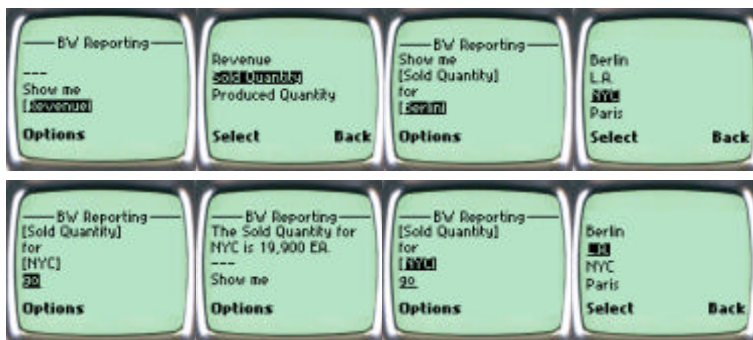 BW Reporting
---
Show me
[Revenue]
Options
Revenue
Sold Quantity
Produced Quantity
Select Back
BW Reporting
Show me
[Sold Quantity]
for
[Berlin]
Options
Berlin
L.A.
NYC
Paris
Select Back
BW Reporting
[Sold Quantity]
for
[NYC]
go
Options
BW Reporting
The Sold Quantity for
NYC is 19,900 EA.
---
Show me
Options
BW Reporting
[Sold Quantity]
for
[NYC]
go
Options
Berlin
L.A.
NYC
Paris
Select Back